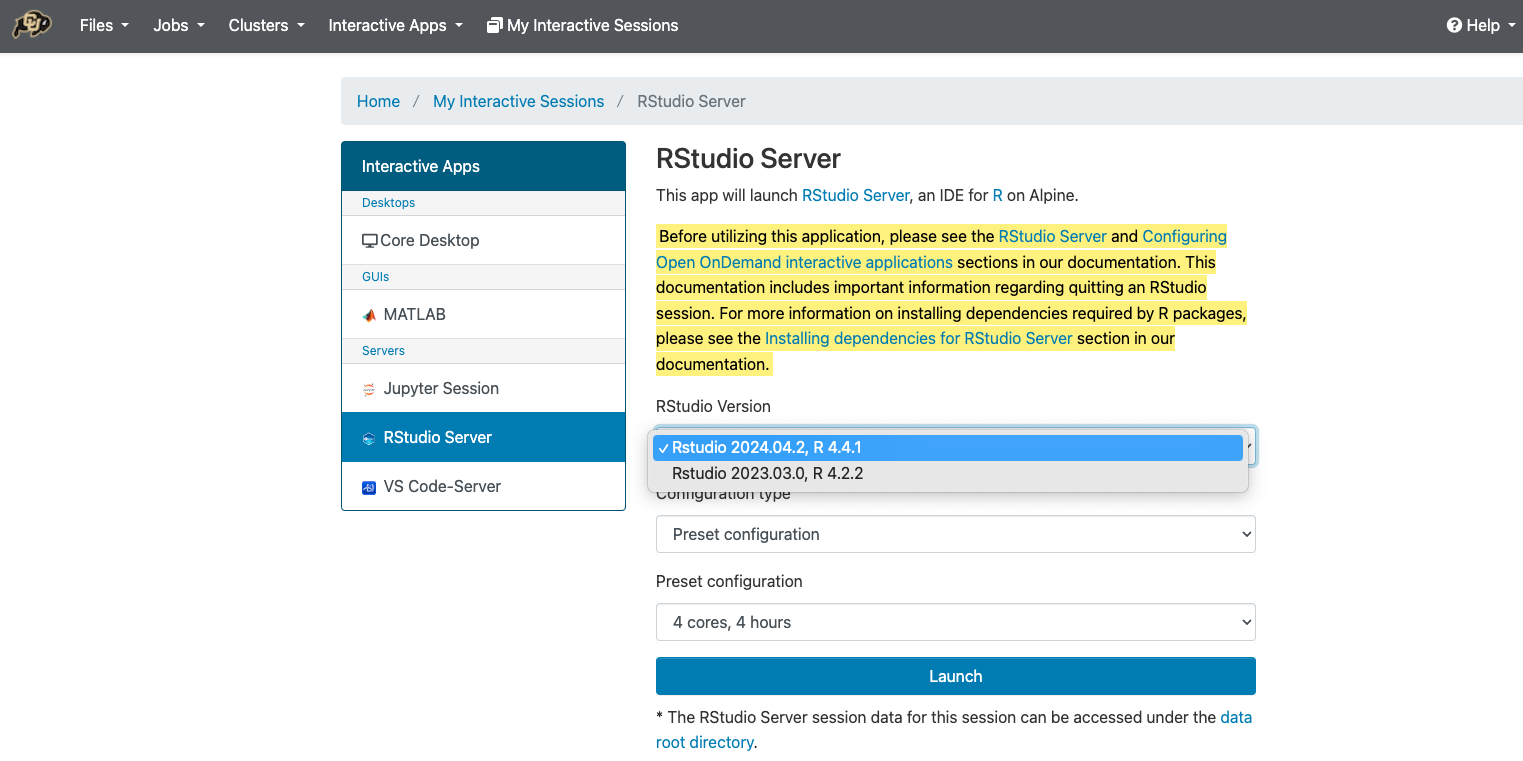 Files Jobs Clusters Interactive Apps My Interactive Sessions Help
Home / My Interactive Sessions / RStudio Server
Interactive Apps
Desktops
Core Desktop
GUIs
MATLAB
Servers
Jupyter Session
RStudio Server
VS Code-Server
RStudio Server
This app will launch RStudio Server, an IDE for R on Alpine.
Before utilizing this application, please see the RStudio Server and Configuring
Open OnDemand interactive applications sections in our documentation. This
documentation includes important information regarding quitting an RStudio
session. For more information on installing dependencies required by R packages,
please see the Installing dependencies for RStudio Server section in our
documentation.
RStudio Version
✓ Rstudio 2024.04.2, R 4.4.1
Rstudio 2023.03.0, R 4.2.2
Configuration type
Preset configuration
Preset configuration
4 cores, 4 hours
Launch
* The RStudio Server session data for this session can be accessed under the data
root directory.